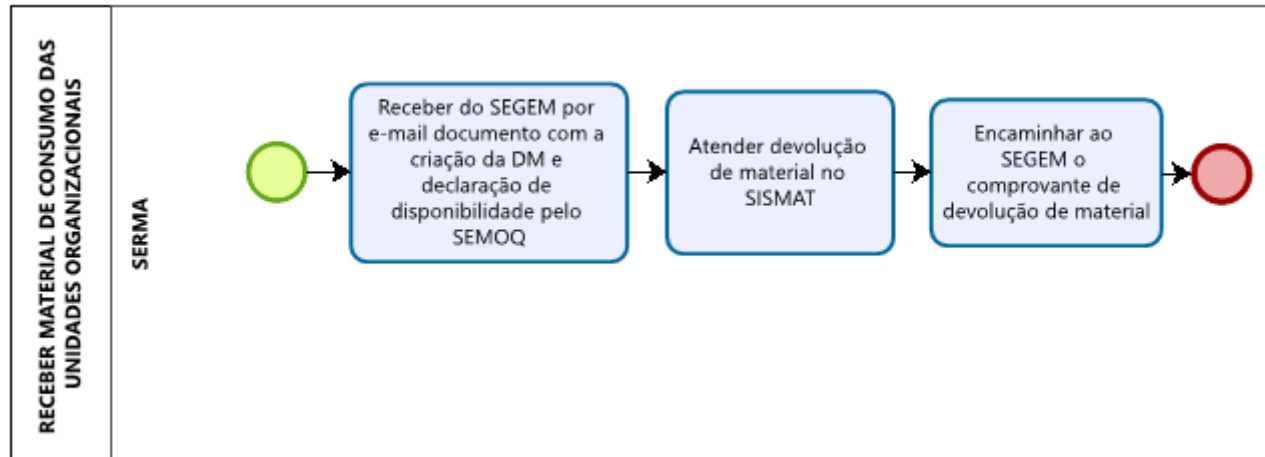 RECEBER MATERIAL DE CONSUMO DAS
UNIDADES ORGANIZACIONAIS
SERMA
Receber do SEGEM por
e-mail documento com a
criação da DM e
declaração de
disponibilidade pelo
SEMOQ
Atender devolução
de material no
SISMAT
Encaminhar ao
SEGEM o
comprovante de
devolução de material